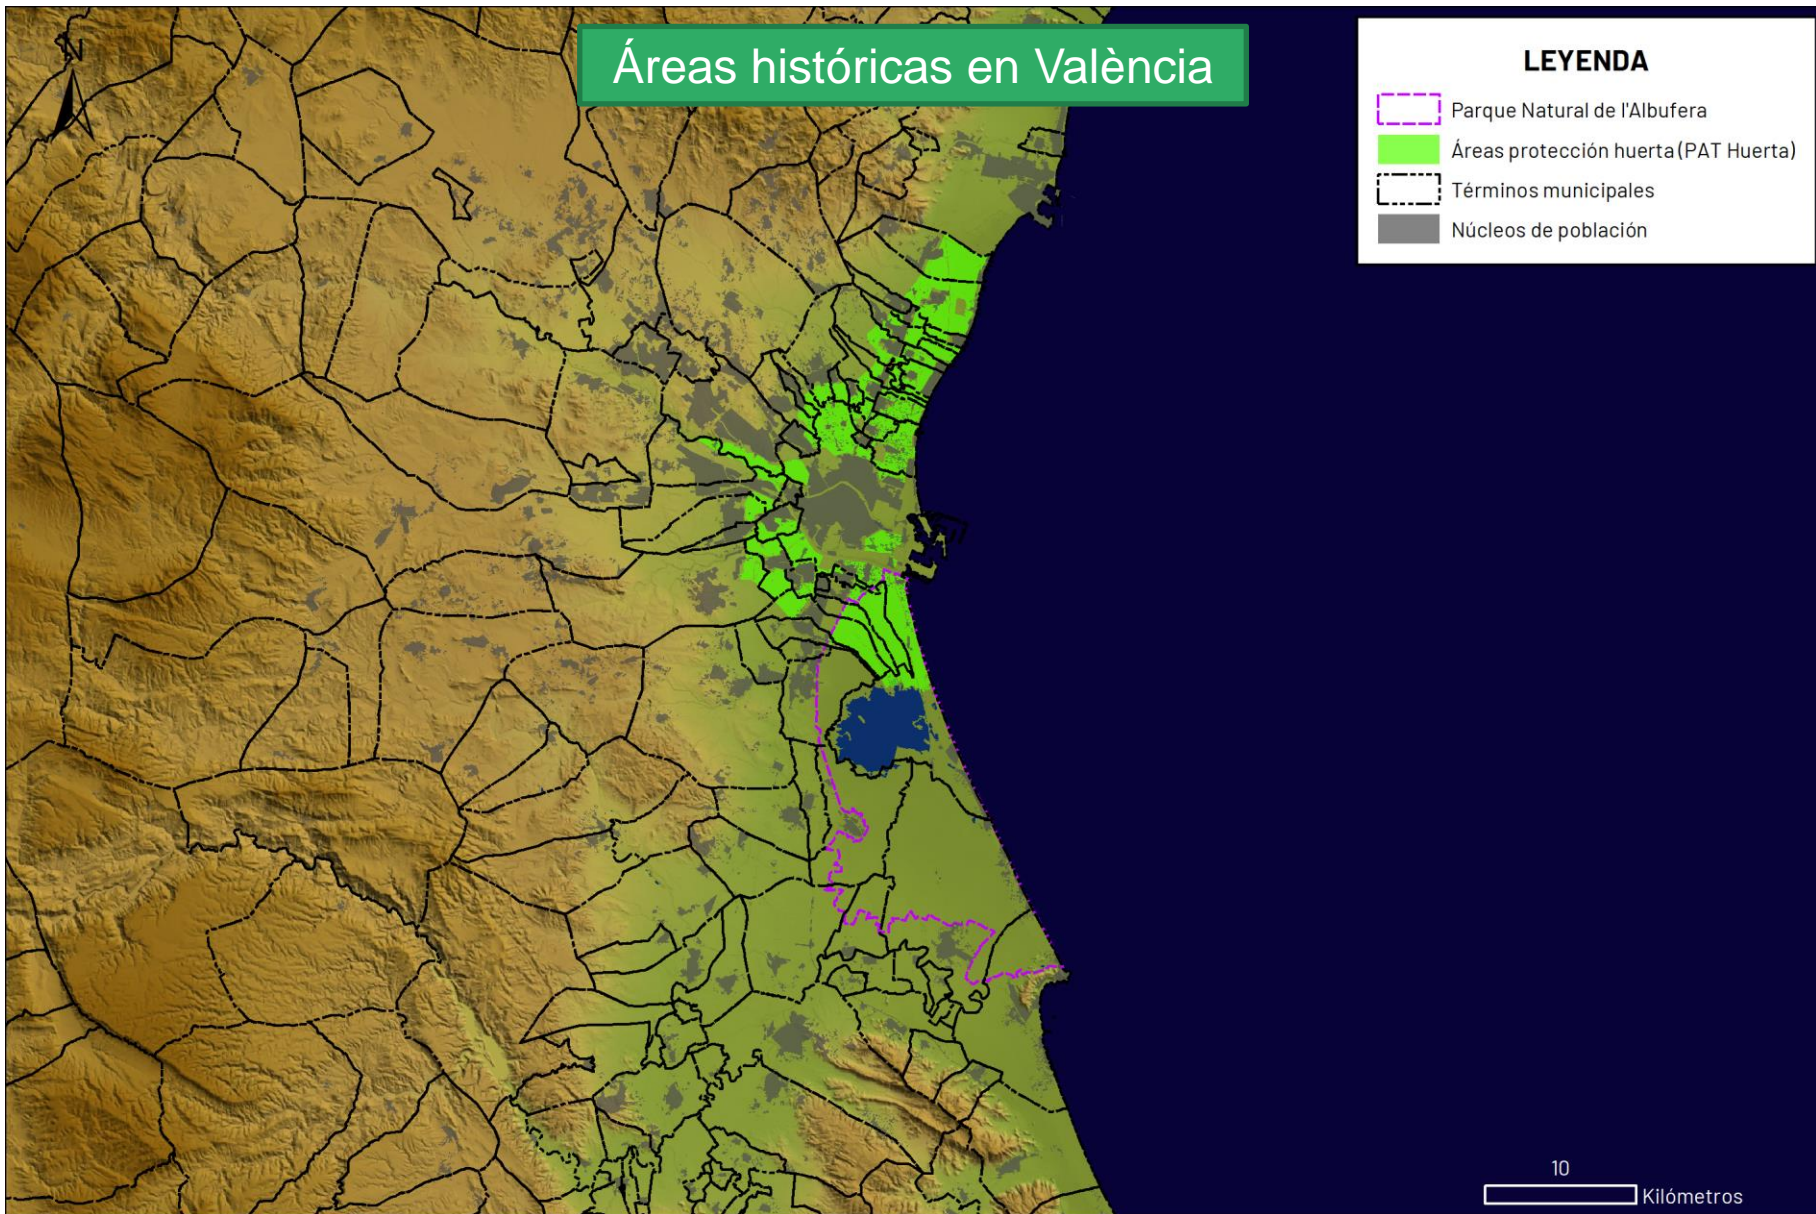 N
Áreas históricas en València
LEYENDA
Parque Natural de l'Albufera
Áreas protección huerta (PAT Huerta)
Términos municipales
Núcleos de población
10
Kilómetros